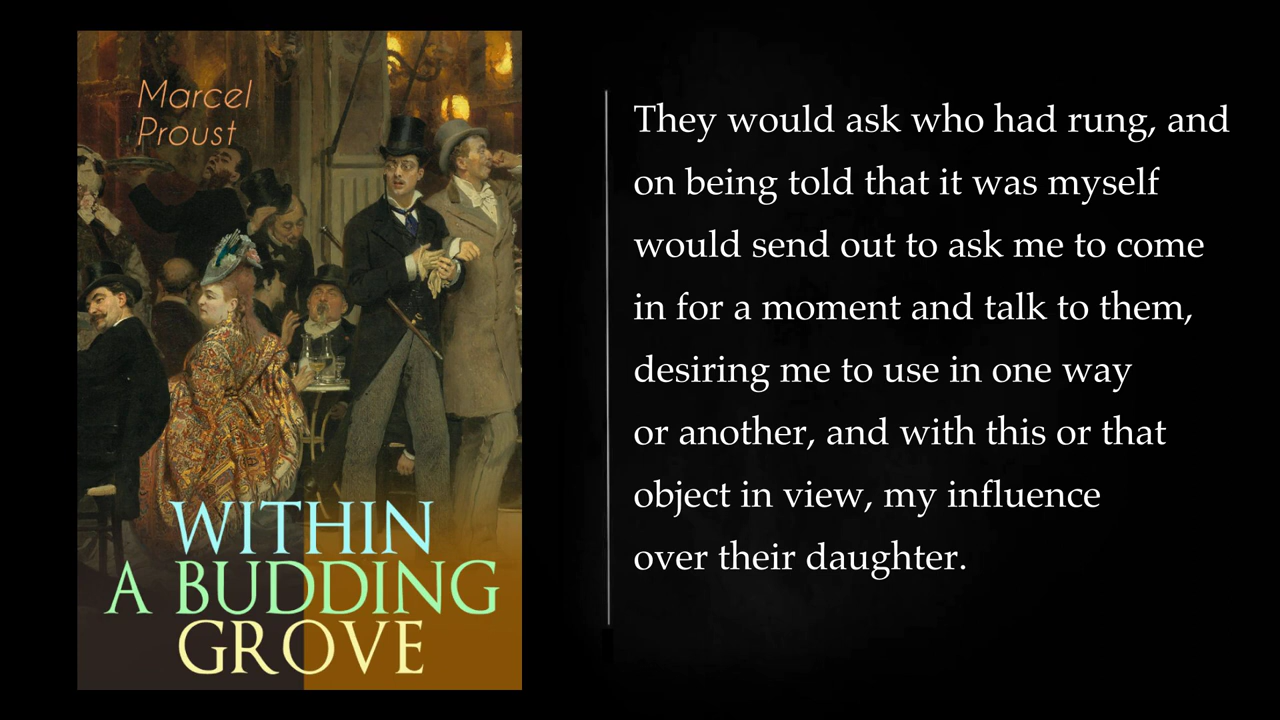 Marcel
Proust
WITHIN
A BUDDING
GROVE
They would ask who had rung, and
on being told that it was myself
would send out to ask me to come
in for a moment and talk to them,
desiring me to use in one way
or another, and with this or that
object in view, my influence
over their daughter.